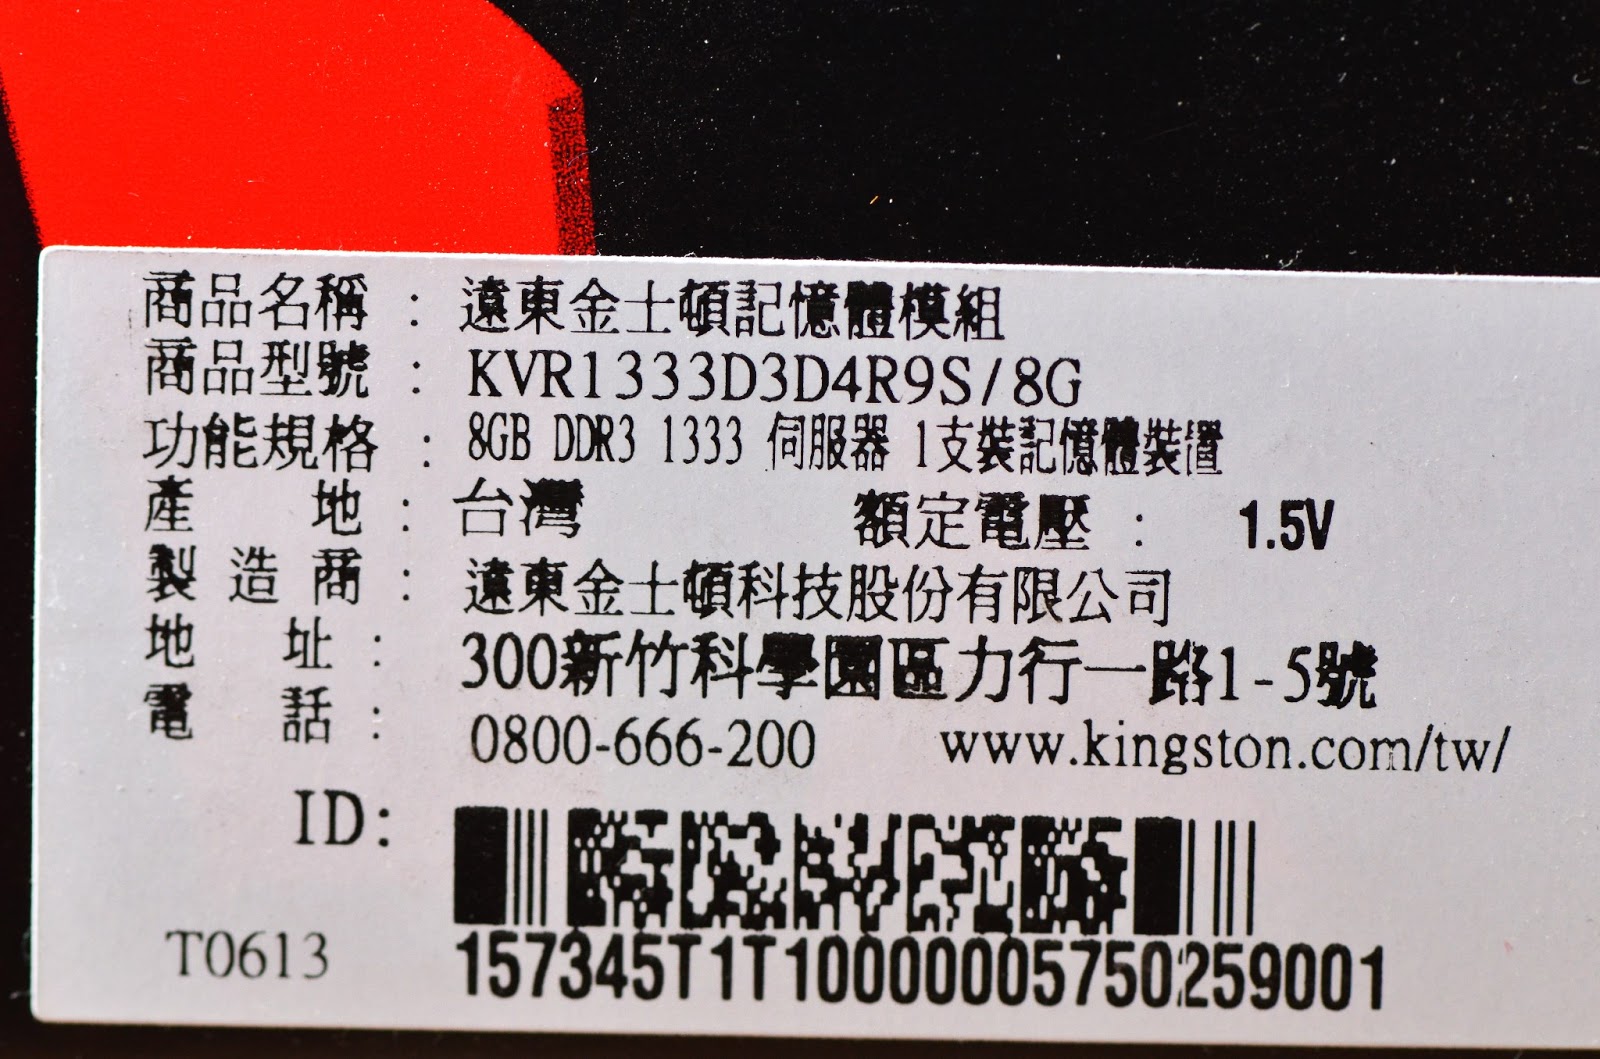 商品名稱 : 遠東金士頓記憶體模組
商品型號 : KVR1333D3D4R9S/8G
功能規格 : 8GB DDR3 1333 伺服器 1支裝記憶體裝置
產 地 : 台灣 額定電壓 : 1.5V
製 造 商 : 遠東金士頓科技股份有限公司
地 址 : 300新竹科學園區力行一路1-5號
電 話 : 0800-666-200 www.kingston.com/tw/
ID:
T0613 157345T1T10000005750259001